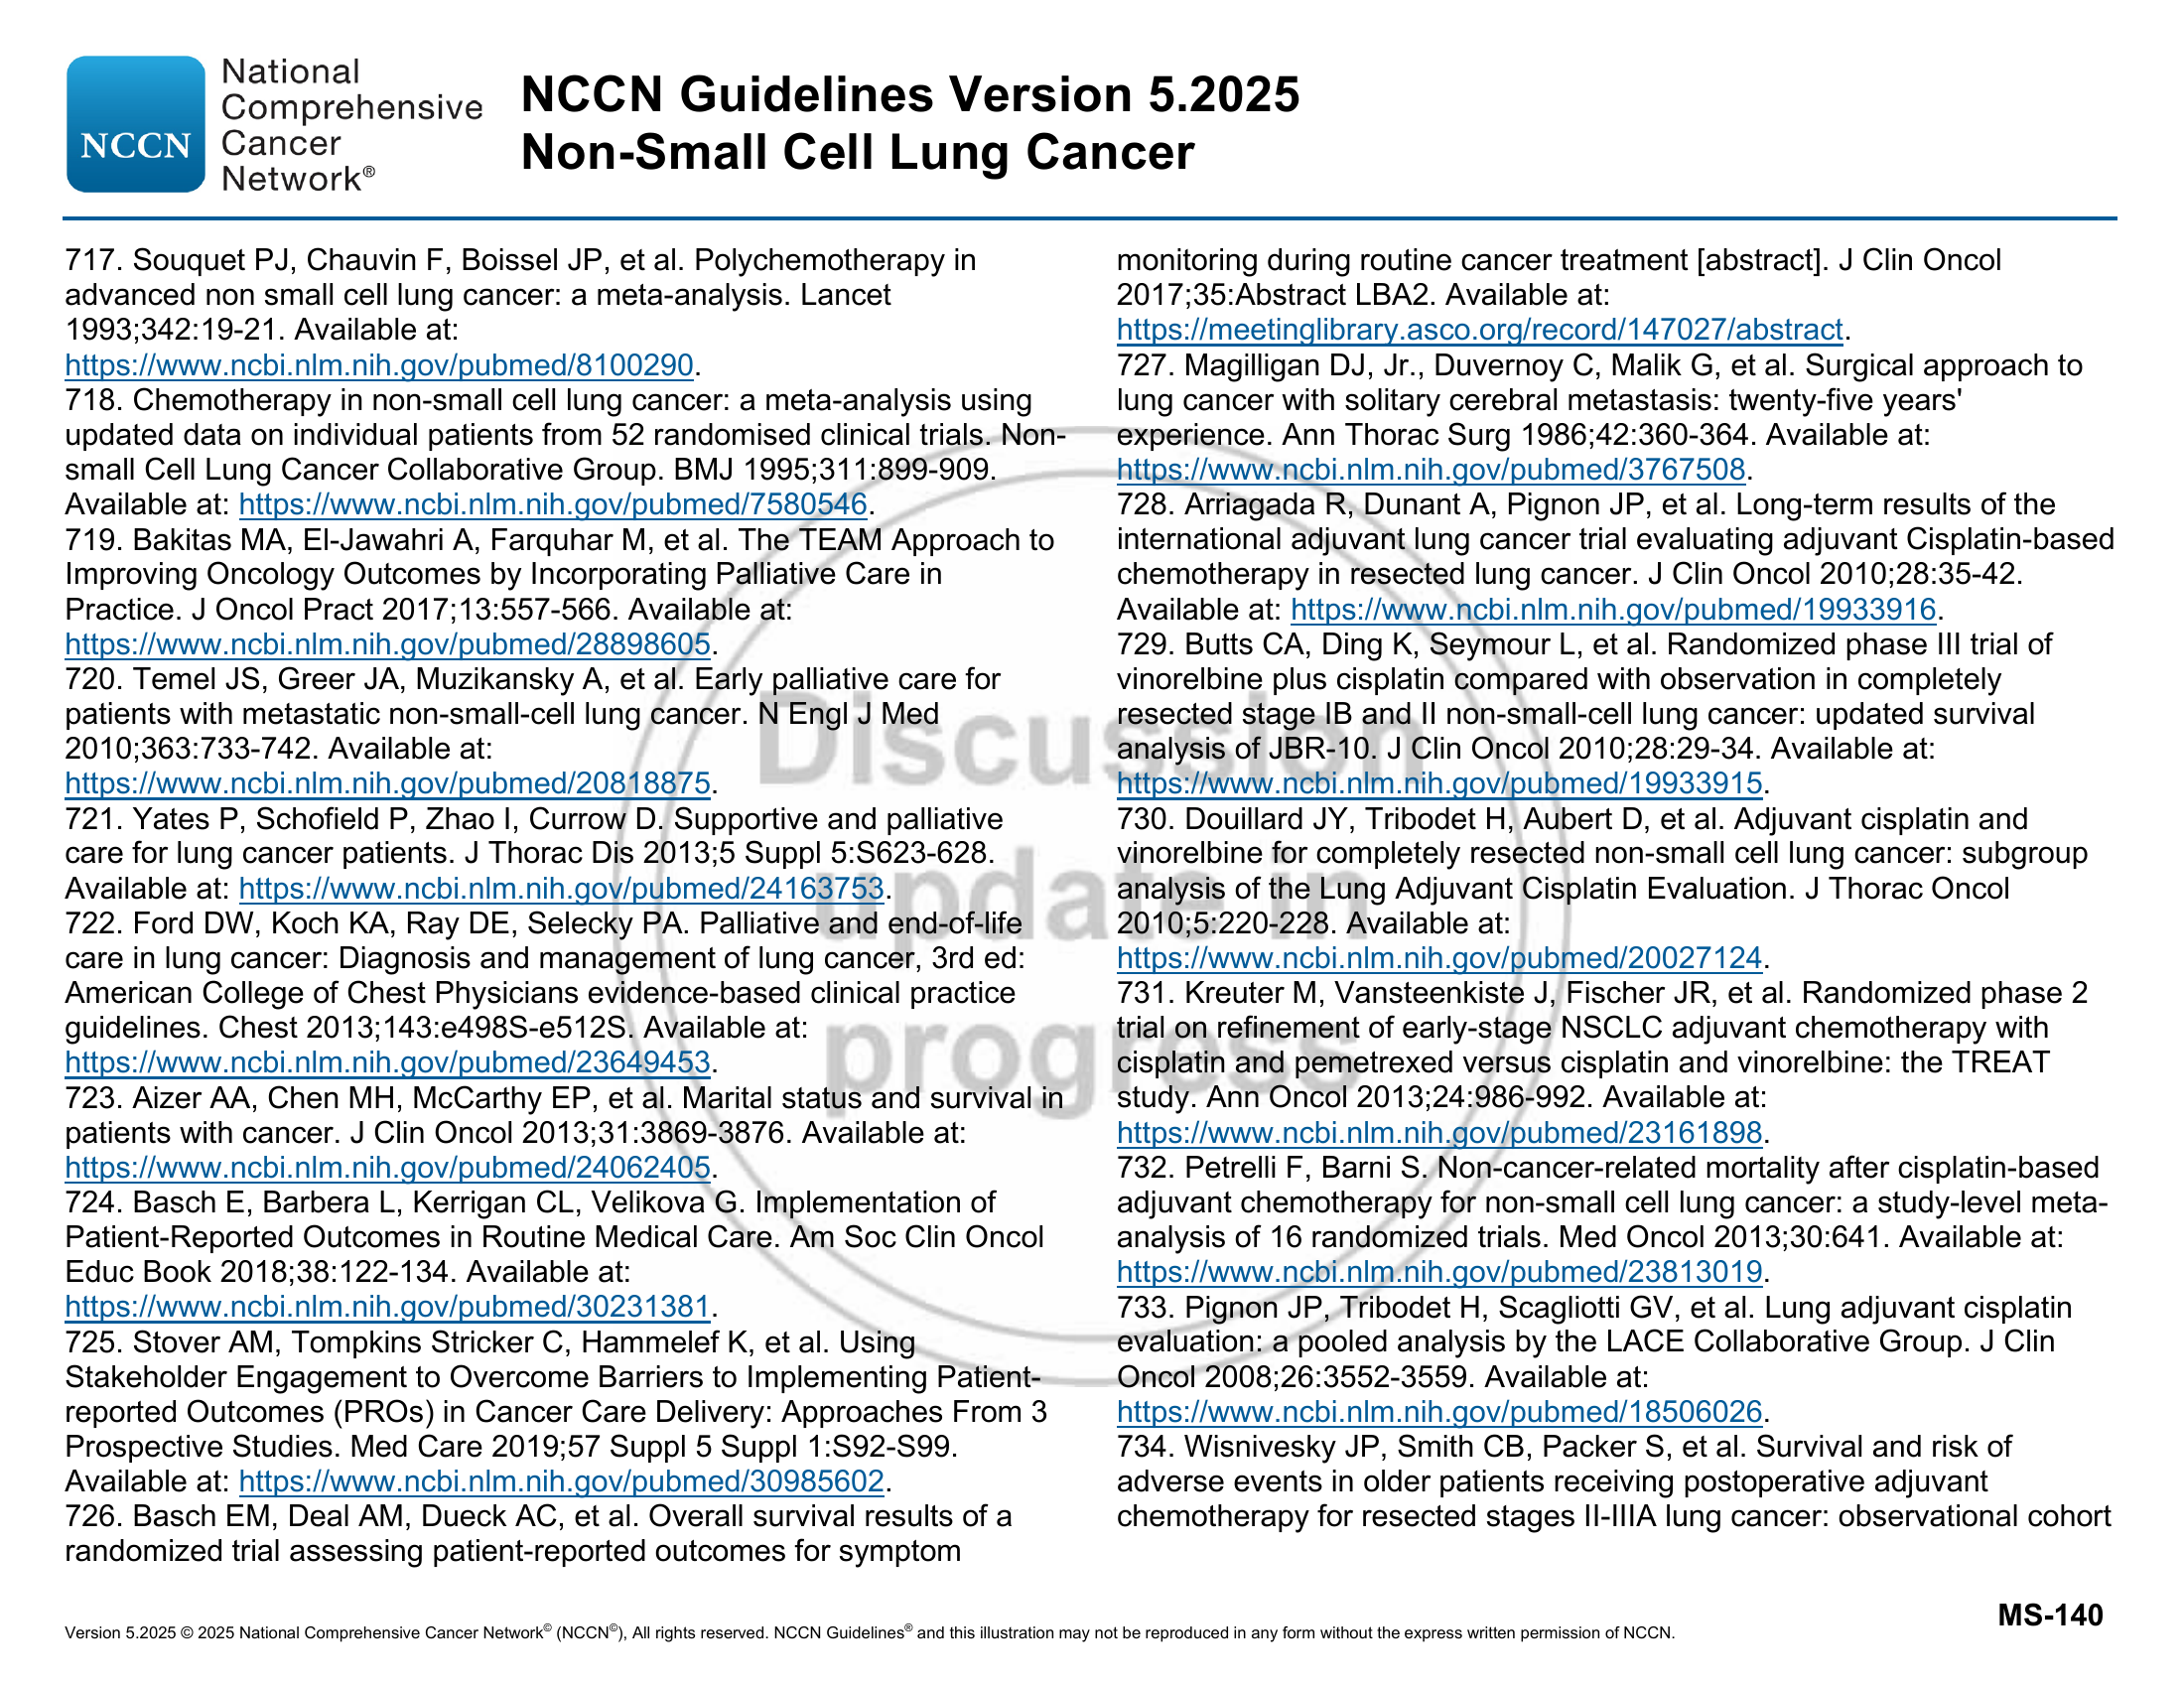 National
Comprehensive
NCCN Cancer
Network®
NCCN Guidelines Version 5.2025
Non-Small Cell Lung Cancer
717. Souquet PJ, Chauvin F, Boissel JP, et al. Polychemotherapy in
advanced non small cell lung cancer: a meta-analysis. Lancet
1993;342:19-21. Available at:
https://www.ncbi.nlm.nih.gov/pubmed/8100290.
718. Chemotherapy in non-small cell lung cancer: a meta-analysis using
updated data on individual patients from 52 randomised clinical trials. Non-
small Cell Lung Cancer Collaborative Group. BMJ 1995;311:899-909.
Available at: https://www.ncbi.nlm.nih.gov/pubmed/7580546.
719. Bakitas MA, El-Jawahri A, Farquhar M, et al. The TEAM Approach to
Improving Oncology Outcomes by Incorporating Palliative Care in
Practice. J Oncol Pract 2017;13:557-566. Available at:
https://www.ncbi.nlm.nih.gov/pubmed/28898605.
720. Temel JS, Greer JA, Muzikansky A, et al. Early palliative care for
patients with metastatic non-small-cell lung cancer. N Engl J Med
2010;363:733-742. Available at:
https://www.ncbi.nlm.nih.gov/pubmed/20818875.
721. Yates P, Schofield P, Zhao I, Currow D. Supportive and palliative
care for lung cancer patients. J Thorac Dis 2013;5 Suppl 5:S623-628.
Available at: https://www.ncbi.nlm.nih.gov/pubmed/24163753.
722. Ford DW, Koch KA, Ray DE, Selecky PA. Palliative and end-of-life
care in lung cancer: Diagnosis and management of lung cancer, 3rd ed:
American College of Chest Physicians evidence-based clinical practice
guidelines. Chest 2013;143:e498S-e512S. Available at:
https://www.ncbi.nlm.nih.gov/pubmed/23649453.
723. Aizer AA, Chen MH, McCarthy EP, et al. Marital status and survival in
patients with cancer. J Clin Oncol 2013;31:3869-3876. Available at:
https://www.ncbi.nlm.nih.gov/pubmed/24062405.
724. Basch E, Barbera L, Kerrigan CL, Velikova G. Implementation of
Patient-Reported Outcomes in Routine Medical Care. Am Soc Clin Oncol
Educ Book 2018;38:122-134. Available at:
https://www.ncbi.nlm.nih.gov/pubmed/30231381.
725. Stover AM, Tompkins Stricker C, Hammelef K, et al. Using
Stakeholder Engagement to Overcome Barriers to Implementing Patient-
reported Outcomes (PROs) in Cancer Care Delivery: Approaches From 3
Prospective Studies. Med Care 2019;57 Suppl 5 Suppl 1:S92-S99.
Available at: https://www.ncbi.nlm.nih.gov/pubmed/30985602.
726. Basch EM, Deal AM, Dueck AC, et al. Overall survival results of a
randomized trial assessing patient-reported outcomes for symptom
monitoring during routine cancer treatment [abstract]. J Clin Oncol
2017;35:Abstract LBA2. Available at:
https://meetinglibrary.asco.org/record/147027/abstract.
727. Magilligan DJ, Jr., Duvernoy C, Malik G, et al. Surgical approach to
lung cancer with solitary cerebral metastasis: twenty-five years'
experience. Ann Thorac Surg 1986;42:360-364. Available at:
https://www.ncbi.nlm.nih.gov/pubmed/3767508.
728. Arriagada R, Dunant A, Pignon JP, et al. Long-term results of the
international adjuvant lung cancer trial evaluating adjuvant Cisplatin-based
chemotherapy in resected lung cancer. J Clin Oncol 2010;28:35-42.
Available at: https://www.ncbi.nlm.nih.gov/pubmed/19933916.
729. Butts CA, Ding K, Seymour L, et al. Randomized phase III trial of
vinorelbine plus cisplatin compared with observation in completely
resected stage IB and II non-small-cell lung cancer: updated survival
analysis of JBR-10. J Clin Oncol 2010;28:29-34. Available at:
https://www.ncbi.nlm.nih.gov/pubmed/19933915.
730. Douillard JY, Tribodet H, Aubert D, et al. Adjuvant cisplatin and
vinorelbine for completely resected non-small cell lung cancer: subgroup
analysis of the Lung Adjuvant Cisplatin Evaluation. J Thorac Oncol
2010;5:220-228. Available at:
https://www.ncbi.nlm.nih.gov/pubmed/20027124.
731. Kreuter M, Vansteenkiste J, Fischer JR, et al. Randomized phase 2
trial on refinement of early-stage NSCLC adjuvant chemotherapy with
cisplatin and pemetrexed versus cisplatin and vinorelbine: the TREAT
study. Ann Oncol 2013;24:986-992. Available at:
https://www.ncbi.nlm.nih.gov/pubmed/23161898.
732. Petrelli F, Barni S. Non-cancer-related mortality after cisplatin-based
adjuvant chemotherapy for non-small cell lung cancer: a study-level meta-
analysis of 16 randomized trials. Med Oncol 2013;30:641. Available at:
https://www.ncbi.nlm.nih.gov/pubmed/23813019.
733. Pignon JP, Tribodet H, Scagliotti GV, et al. Lung adjuvant cisplatin
evaluation: a pooled analysis by the LACE Collaborative Group. J Clin
Oncol 2008;26:3552-3559. Available at:
https://www.ncbi.nlm.nih.gov/pubmed/18506026.
734. Wisnivesky JP, Smith CB, Packer S, et al. Survival and risk of
adverse events in older patients receiving postoperative adjuvant
chemotherapy for resected stages II-IIIA lung cancer: observational cohort
Discussion
update in
progress
MS-140
Version 5.2025 © 2025 National Comprehensive Cancer Network© (NCCN©), All rights reserved. NCCN Guidelines® and this illustration may not be reproduced in any form without the express written permission of NCCN.